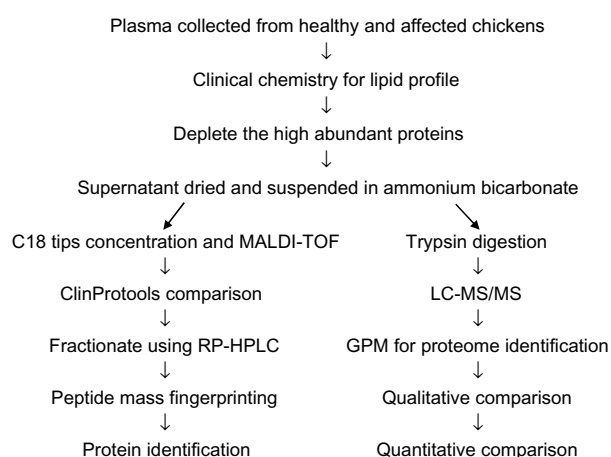 Plasma collected from healthy and affected chickens
↓
Clinical chemistry for lipid profile
↓
Deplete the high abundant proteins
↓
Supernatant dried and suspended in ammonium bicarbonate
C18 tips concentration and MALDI-TOF
↓
ClinProtools comparison
↓
Fractionate using RP-HPLC
↓
Peptide mass fingerprinting
↓
Protein identification
Trypsin digestion
↓
LC-MS/MS
↓
GPM for proteome identification
↓
Qualitative comparison
↓
Quantitative comparison